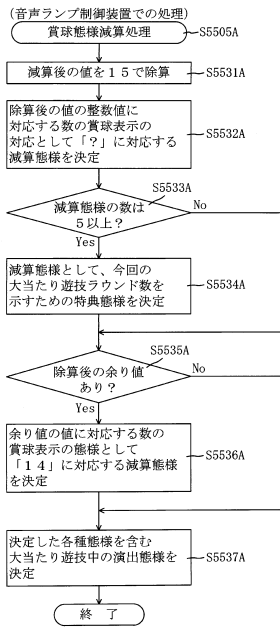 (音声ランプ制御装置での処理)
賞球態様減算処理
S5505A
減算後の値を15で除算
S5531A
除算後の値の整数値に
対応する数の賞球表示の
対応として「?」に対応する
減算態様を決定
S5532A
S5533A
減算態様の数は
5以上?
No
Yes
減算態様として、今回の
大当たり遊技ラウンド数を
示すための特典態様を決定
S5534A
S5535A
除算後の余り値
あり?
No
Yes
余り値の値に対応する数の
賞球表示の態様として
「14」に対応する減算態様
を決定
S5536A
決定した各種態様を含む
大当たり遊技中の演出態様を
決定
S5537A
終 了